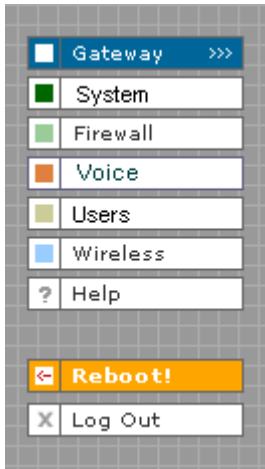 Gateway >>>
System
Firewall
Voice
Users
Wireless
? Help
Reboot!
X Log Out